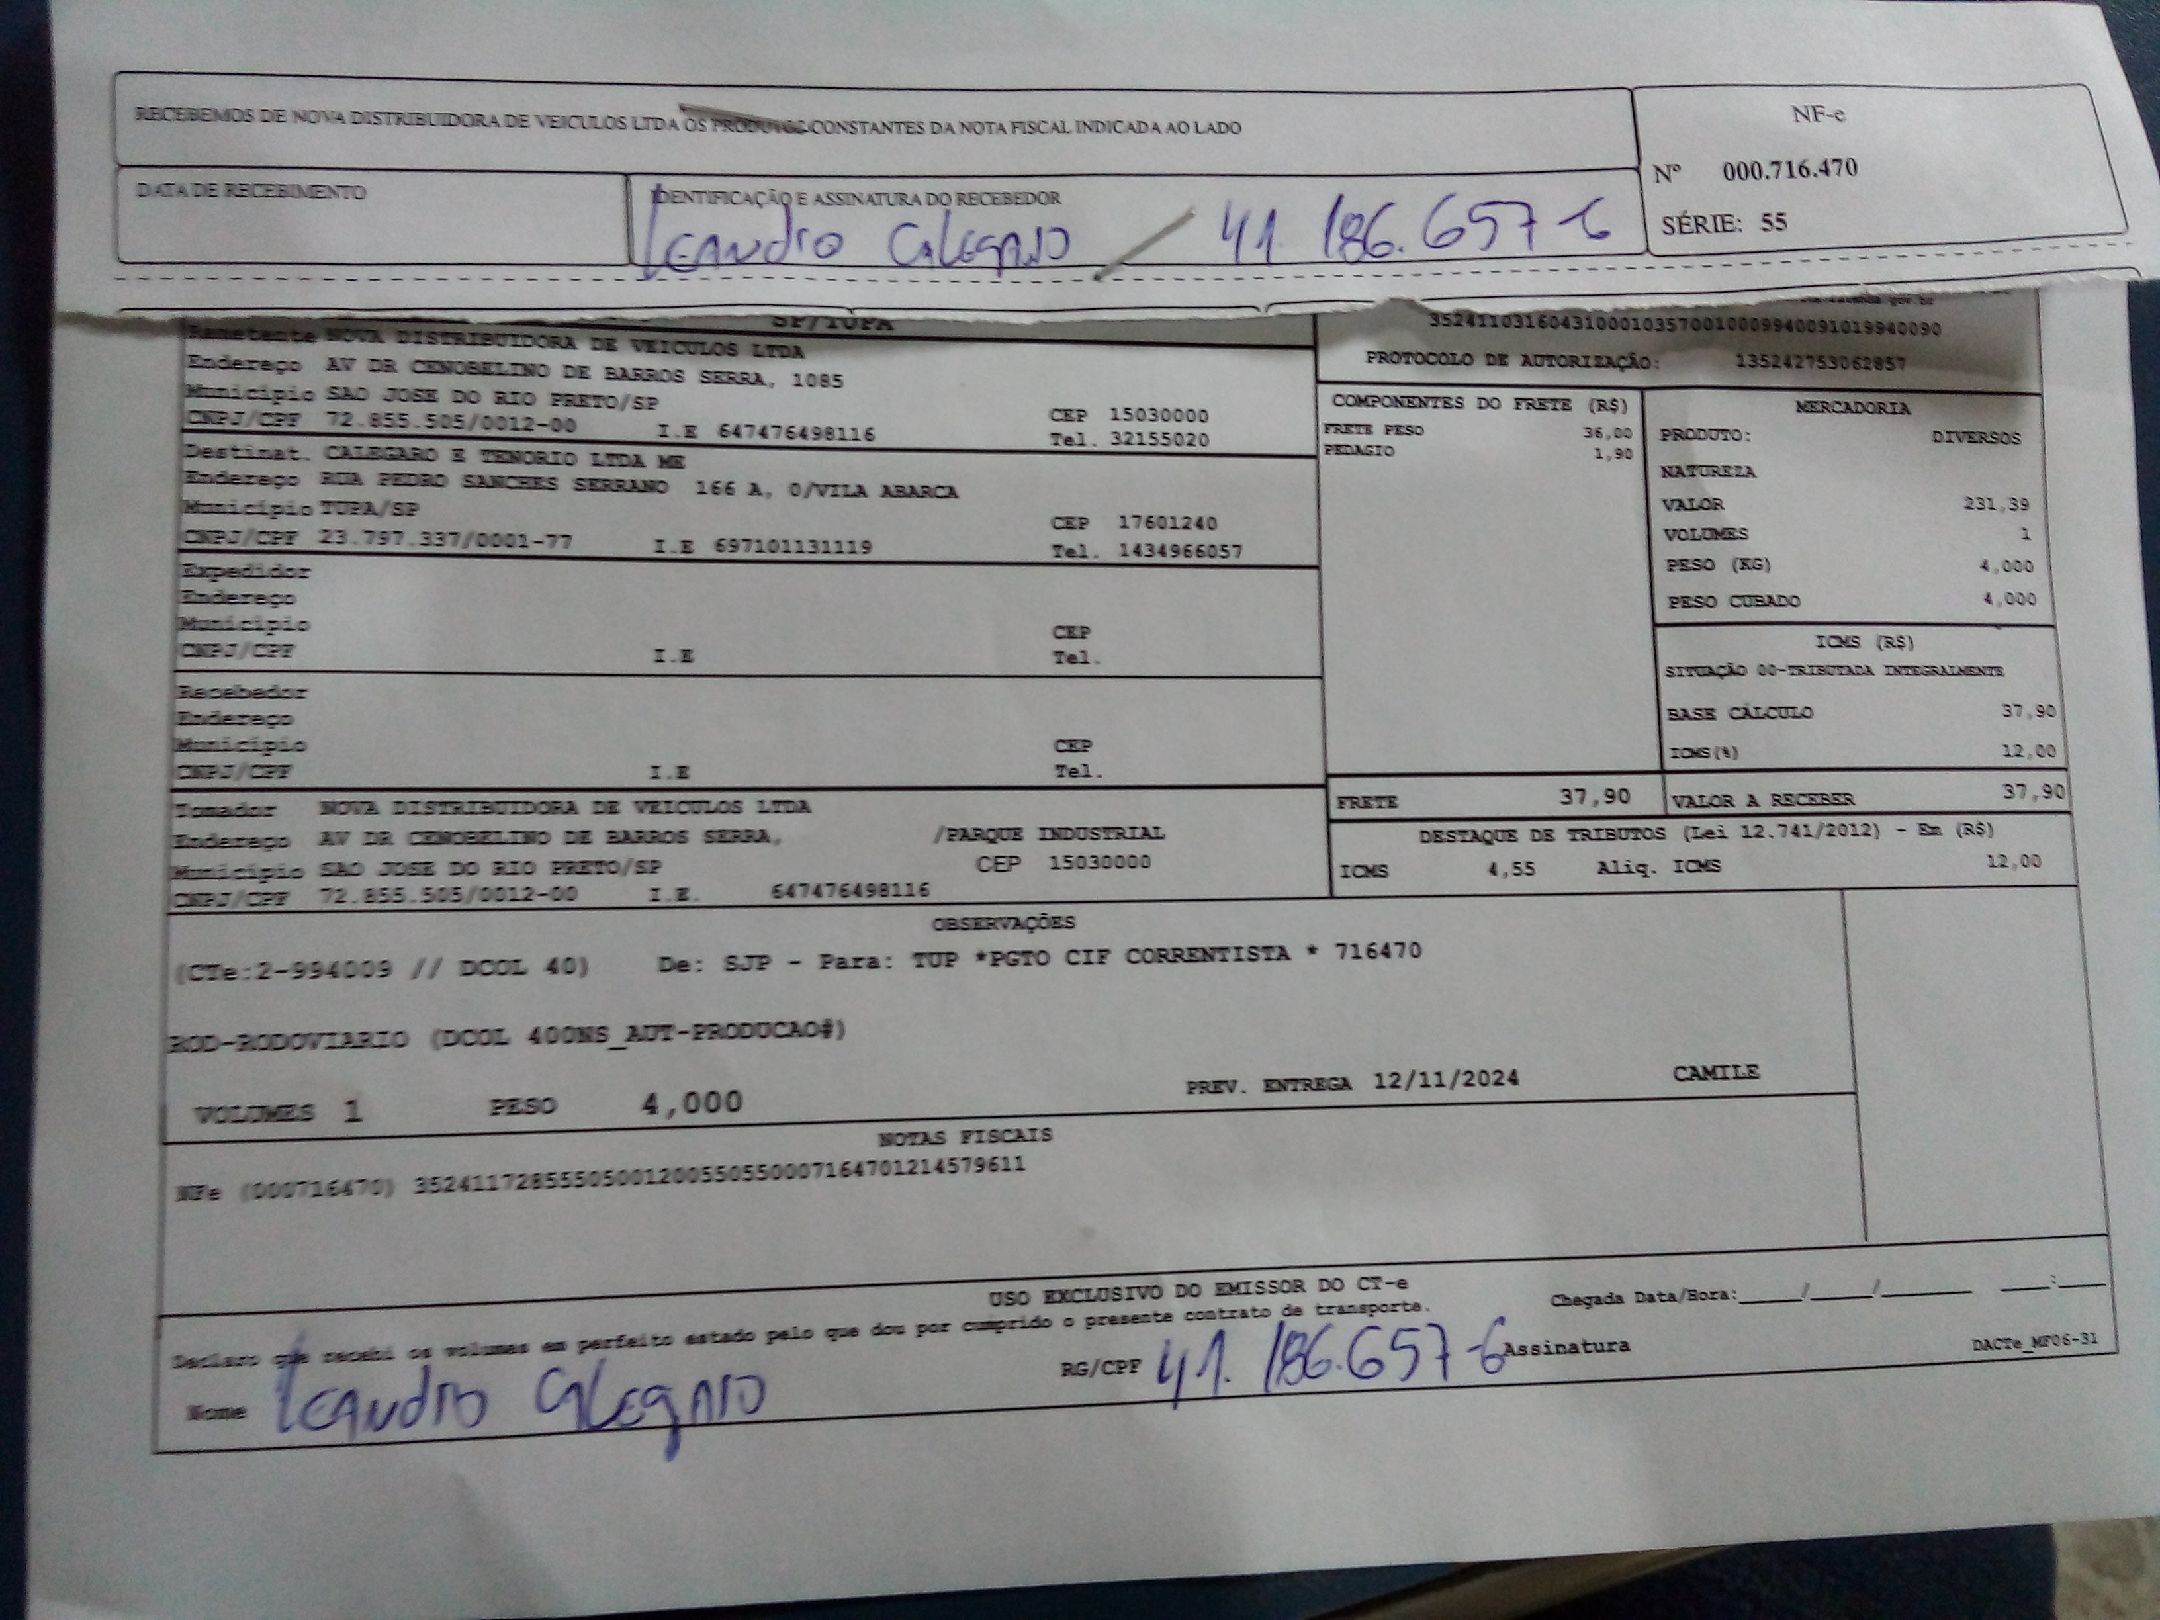 RECEBEMOS DE NOVA DISTRIBUIDORA DE VEICULOS LTDA OS PRODUTOS CONSTANTES DA NOTA FISCAL INDICADA AO LADO
NF-e
Nº 000.716.470
SÉRIE: 55
DATA DE RECEBIMENTO
IDENTIFICAÇÃO E ASSINATURA DO RECEBEDOR
Leandro Calegaro / 41.186.657-6
SP/TUPA
35241103160431000103570010009940091019940090
PROTOCOLO DE AUTORIZAÇÃO: 135242753062857
Remetente NOVA DISTRIBUIDORA DE VEICULOS LTDA
Endereço AV DR CENOBELINO DE BARROS SERRA, 1085
Município SAO JOSE DO RIO PRETO/SP
CEP 15030000
CNPJ/CPF 72.855.505/0012-00 I.E 647476498116 Tel. 32155020
Destinat. CALEGARO E TENORIO LTDA ME
Endereço RUA PEDRO SANCHES SERRANO 166 A, 0/VILA ABARCA
Município TUPA/SP
CEP 17601240
CNPJ/CPF 23.797.337/0001-77 I.E 697101131119 Tel. 1434966057
Expedidor
Endereço
Município CEP
CNPJ/CPF I.E Tel.
Recebedor
Endereço
Município CEP
CNPJ/CPF I.E Tel.
Tomador NOVA DISTRIBUIDORA DE VEICULOS LTDA
Endereço AV DR CENOBELINO DE BARROS SERRA, /PARQUE INDUSTRIAL
Município SAO JOSE DO RIO PRETO/SP CEP 15030000
CNPJ/CPF 72.855.505/0012-00 I.E. 647476498116
COMPONENTES DO FRETE (R$)
FRETE PESO 36,00
PEDAGIO 1,90
MERCADORIA
PRODUTO: DIVERSOS
NATUREZA
VALOR 231,39
VOLUMES 1
PESO (KG) 4,000
PESO CUBADO 4,000
ICMS (R$)
SITUAÇÃO 00-TRIBUTADA INTEGRALMENTE
BASE CÁLCULO 37,90
ICMS(%) 12,00
FRETE 37,90 VALOR A RECEBER 37,90
DESTAQUE DE TRIBUTOS (Lei 12.741/2012) - Em (R$)
ICMS 4,55 Aliq. ICMS 12,00
OBSERVAÇÕES
(CTe:2-994009 // DCOL 40) De: SJP - Para: TUP *PGTO CIF CORRENTISTA * 716470
ROD-RODOVIARIO (DCOL 400NS_AUT-PRODUCAO#)
VOLUMES 1 PESO 4,000 PREV. ENTREGA 12/11/2024 CAMILE
NOTAS FISCAIS
NFe (000716470) 35241172855505001200550550007164701214579611
USO EXCLUSIVO DO EMISSOR DO CT-e
Declaro que recebi os volumes em perfeito estado pelo que dou por cumprido o presente contrato de transporte.
Chegada Data/Hora:____/____/______ ___:___
Nome Leandro Calegaro RG/CPF 41.186.657-6 Assinatura
DACTe_MF06-31